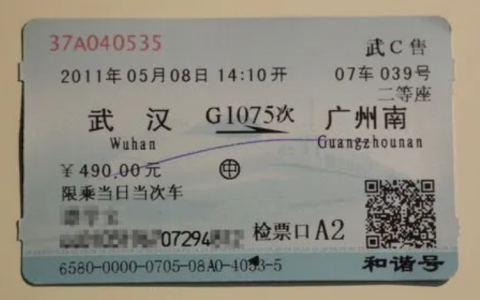 37A040535 武C售
2011年05月08日14:10开 07车039号
二等座
武汉 G1075次 广州南
Wuhan Guangzhounan
￥490.00元 中
限乘当日当次车
07294 检票口A2
6580-0000-0705-08A0-4053-5 和谐号